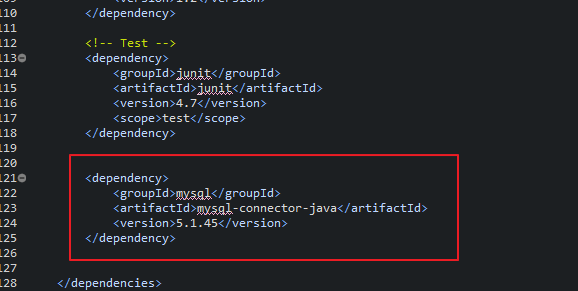 <version>1.2</version>
110 </dependency>
111
112 <!-- Test -->
113 <dependency>
114 <groupId>junit</groupId>
115 <artifactId>junit</artifactId>
116 <version>4.7</version>
117 <scope>test</scope>
118 </dependency>
119
120
121 <dependency>
122 <groupId>mysql</groupId>
123 <artifactId>mysql-connector-java</artifactId>
124 <version>5.1.45</version>
125 </dependency>
126
127
128 </dependencies>